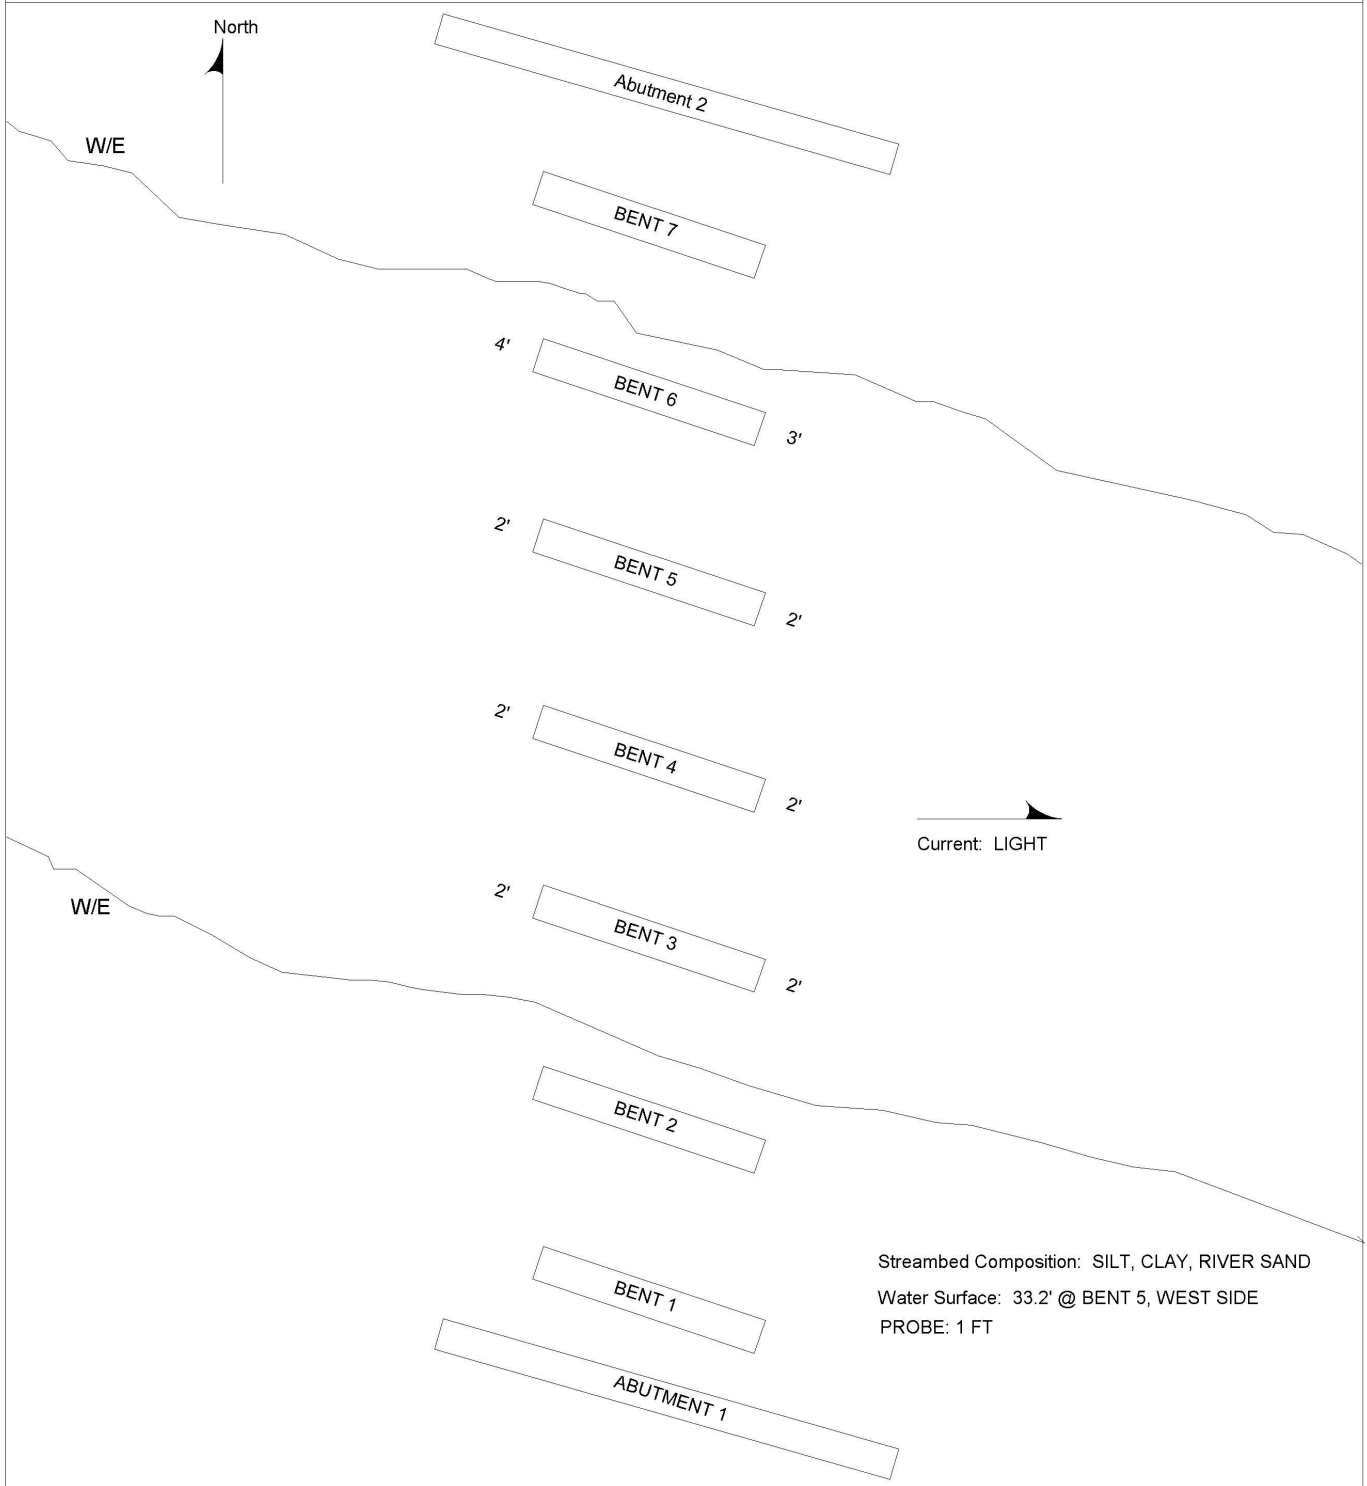 North
Abutment 2
W/E
BENT 7
4'
BENT 6
3'
2'
BENT 5
2'
2'
BENT 4
2'
Current: LIGHT
2'
W/E
BENT 3
2'
BENT 2
Streambed Composition: SILT, CLAY, RIVER SAND
BENT 1
Water Surface: 33.2' @ BENT 5, WEST SIDE
PROBE: 1 FT
ABUTMENT 1